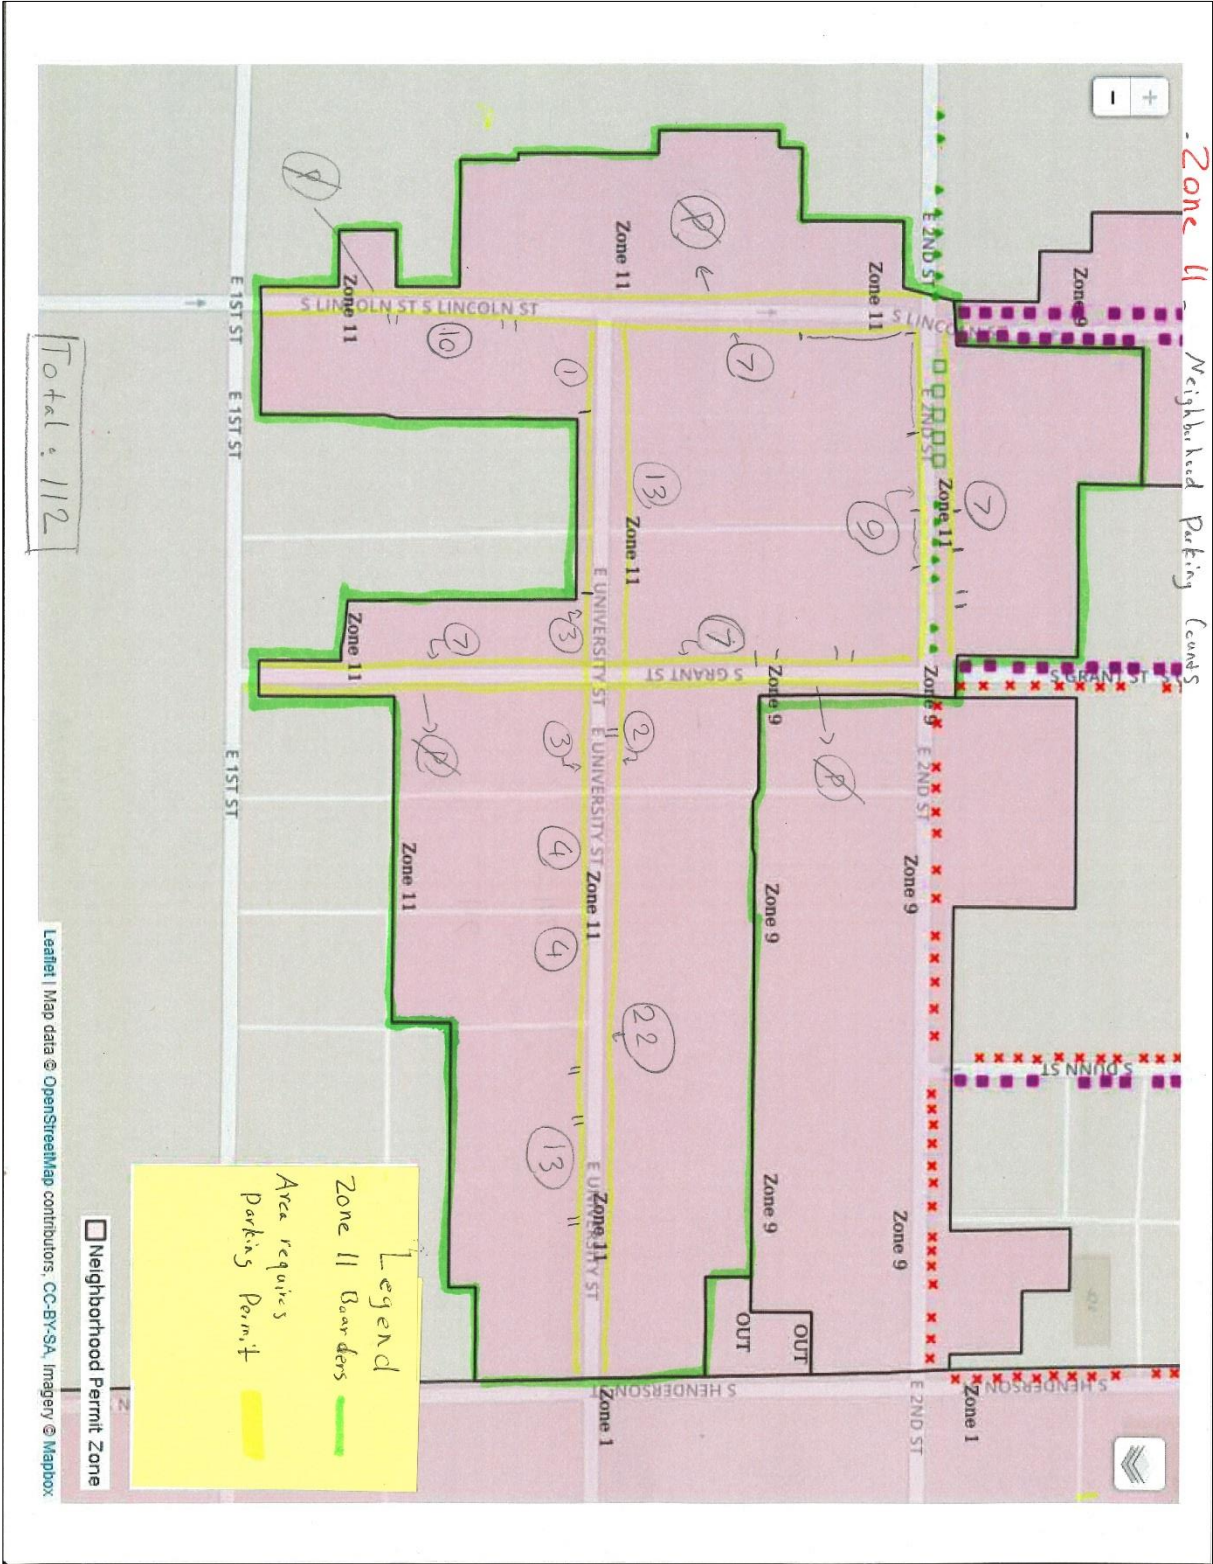 - Zone 11 - Neighborhood Parking Counts
+
-
E 2ND ST
Zone 9
Zone 11
Zone 11
Zone 11
S LINCOLN ST S LINCOLN ST
E 1ST ST
E 1ST ST
10
1
7
7
9
13
E 2ND ST
Zone 11
Zone 11
E UNIVERSITY ST
Zone 11
7
3
7
S GRANT ST
S GRANT ST
Zone 9
Zone 9
2
3
E UNIVERSITY ST
E 2ND ST
E 1ST ST
4
4
Zone 11
Zone 11
Zone 9
Zone 9
22
S DUNN ST
13
Zone 11
E UNIVERSITY ST
Zone 9
Zone 9
OUT
OUT
S HENDERSON ST
S HENDERSON ST
E 2ND ST
Zone 1
Zone 1
Total: 112
Legend
Zone 11 Boarders
Area requires
Parking Permit
Neighborhood Permit Zone
Leaflet | Map data © OpenStreetMap contributors, CC-BY-SA, Imagery © Mapbox